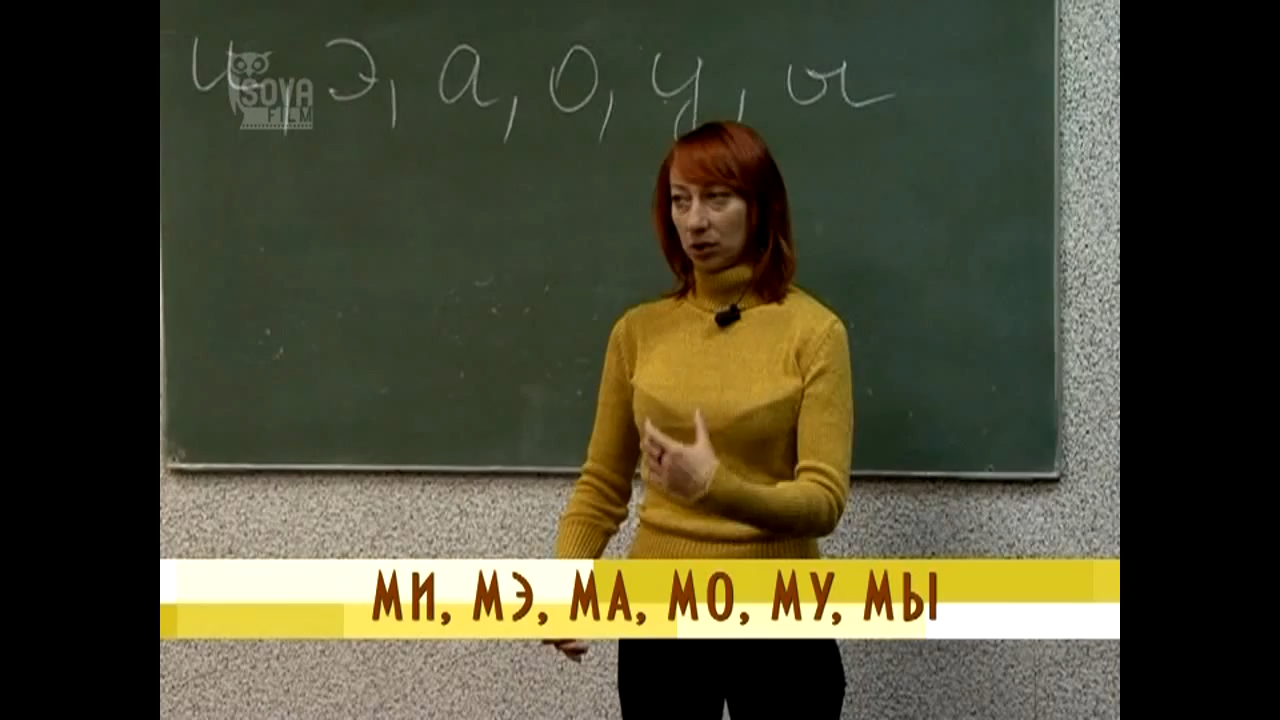 и, э, а, о, у, ы
SOVA
FILM
МИ, МЭ, МА, МО, МУ, МЫ